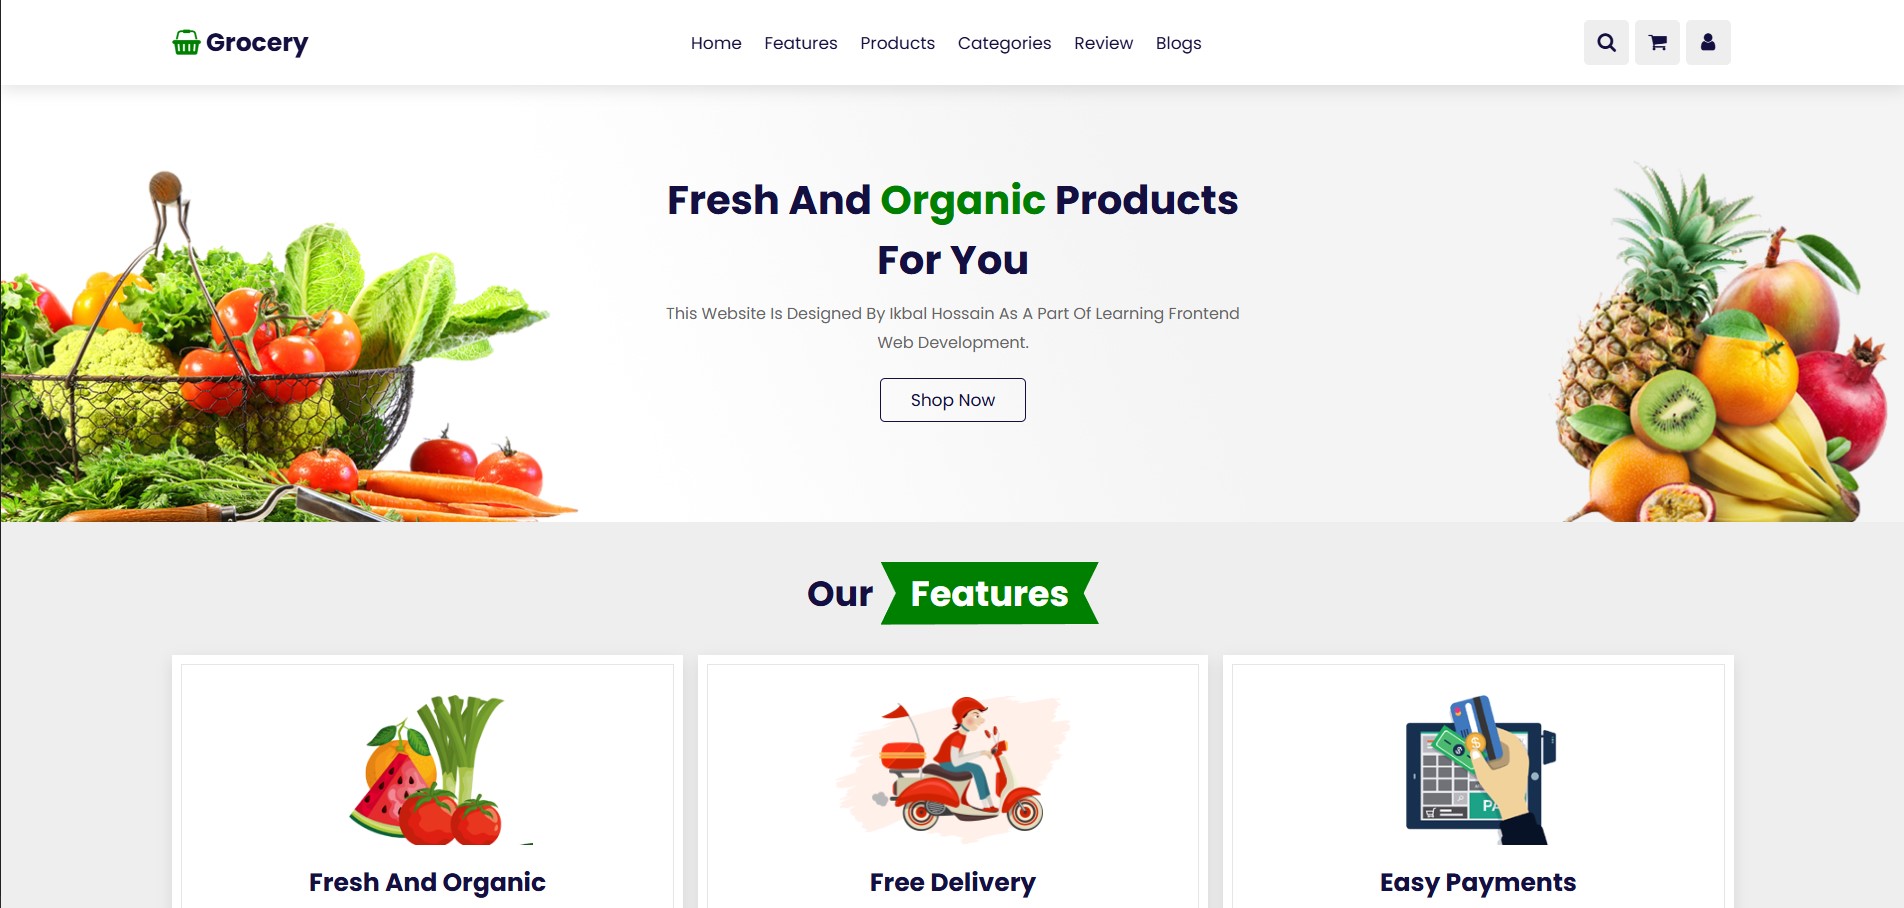 Grocery
Home Features Products Categories Review Blogs
Fresh And Organic Products
For You
This Website Is Designed By Ikbal Hossain As A Part Of Learning Frontend
Web Development.
Shop Now
Our Features
Fresh And Organic
Free Delivery
Easy Payments